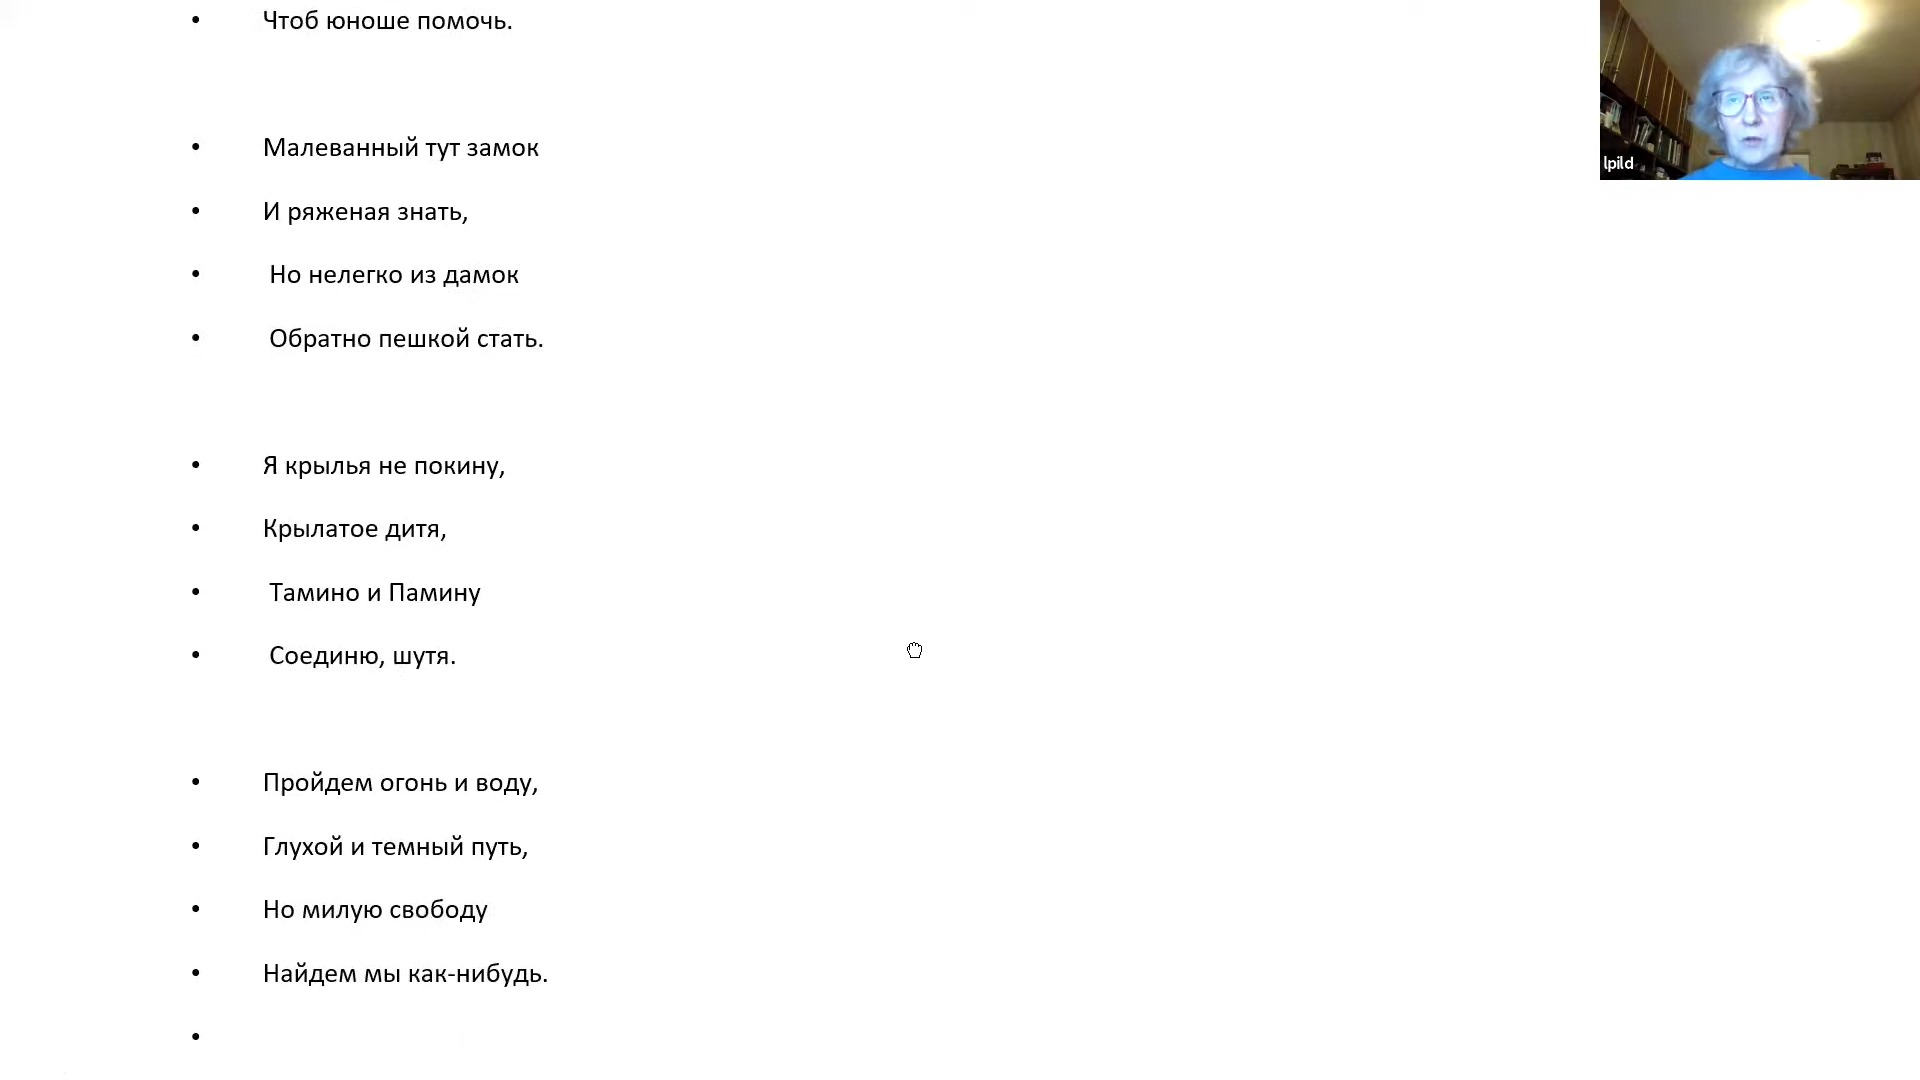 • Чтоб юноше помочь.
• Малеванный тут замок
• И ряженая знать,
• Но нелегко из дамок
• Обратно пешкой стать.
• Я крылья не покину,
• Крылатое дитя,
• Тамино и Памину
• Соединю, шутя.
• Пройдем огонь и воду,
• Глухой и темный путь,
• Но милую свободу
• Найдем мы как-нибудь.
•
lpild